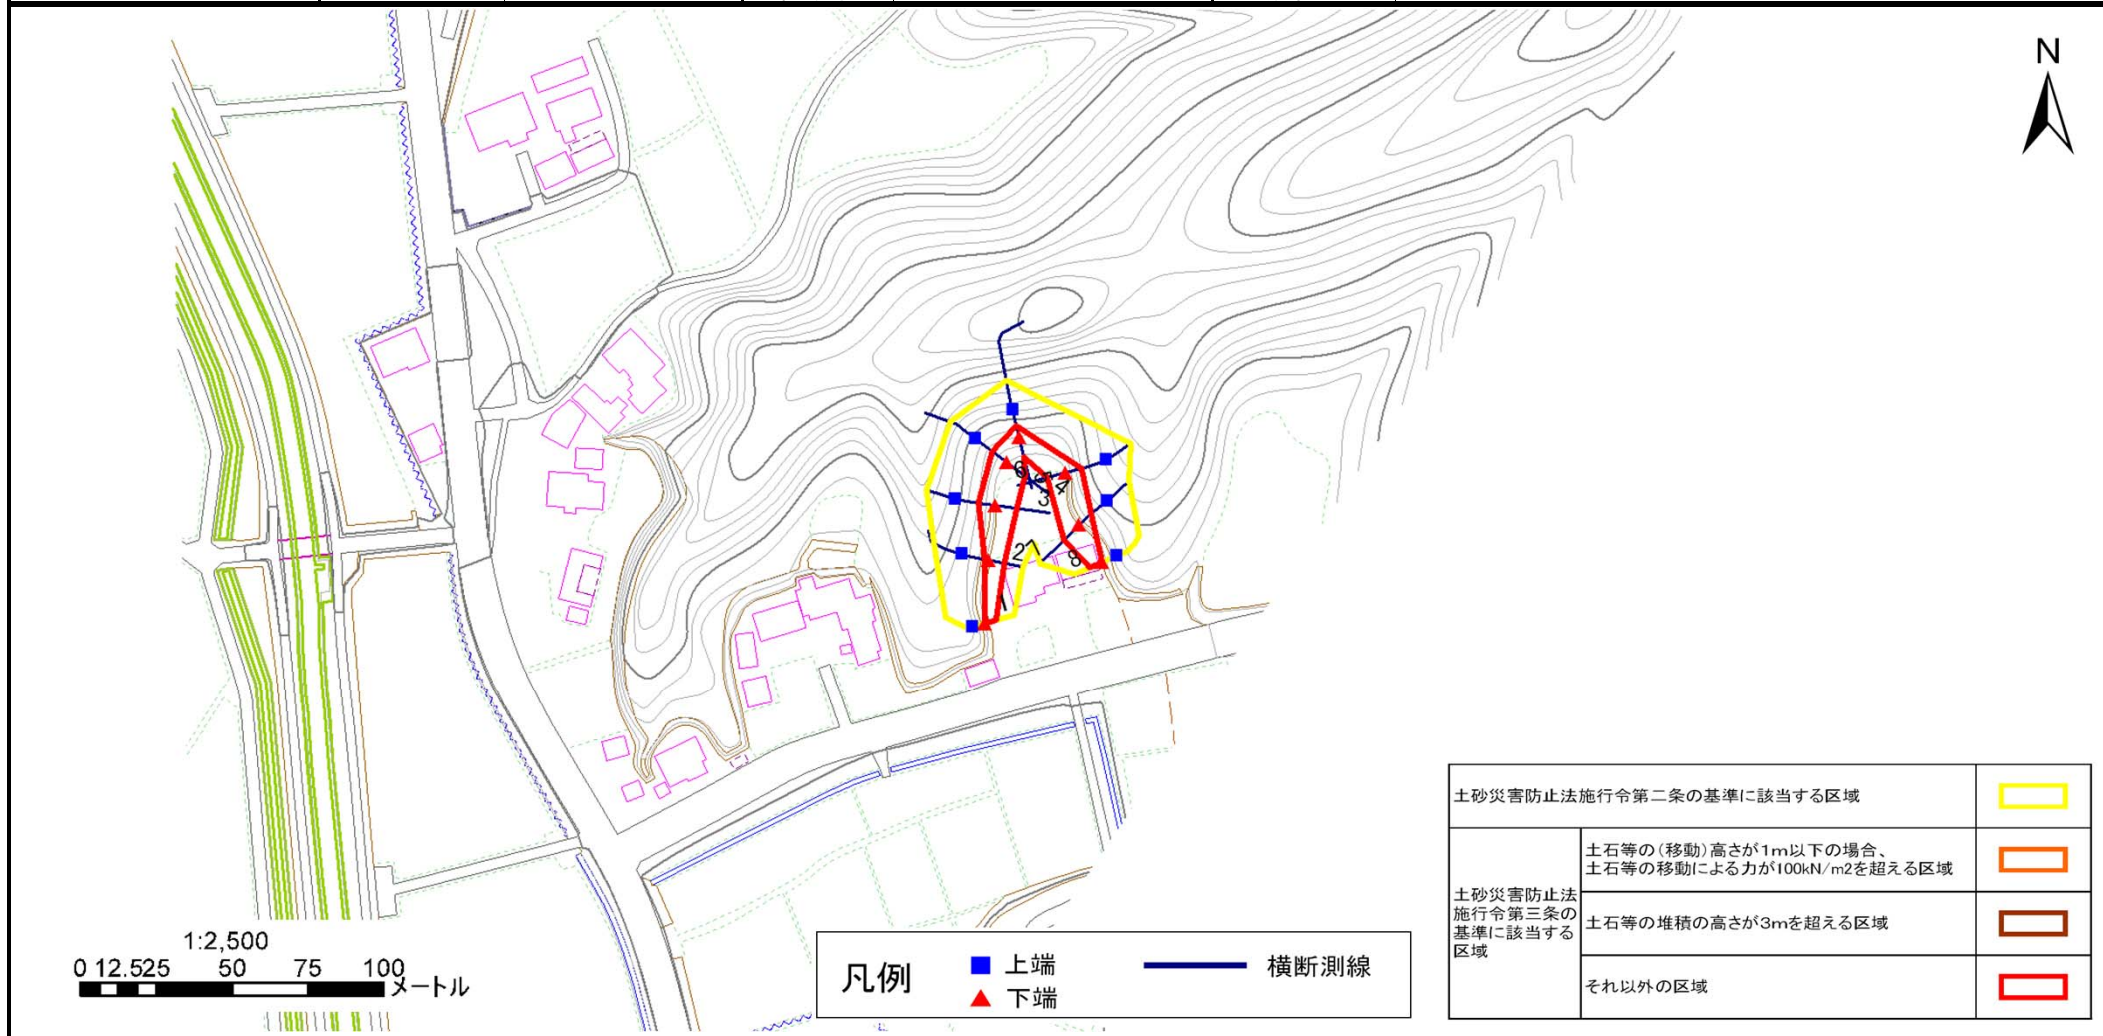 N
6
5
4
3
2
7
8
1
1:2,500
0 12.525 50 75 100
メートル
凡例
上端
横断測線
下端
土砂災害防止法施行令第二条の基準に該当する区域
土砂災害防止法
施行令第三条の
基準に該当する
区域
土石等の(移動)高さが1m以下の場合、
土石等の移動による力が100kN/m2を超える区域
土石等の堆積の高さが3mを超える区域
それ以外の区域